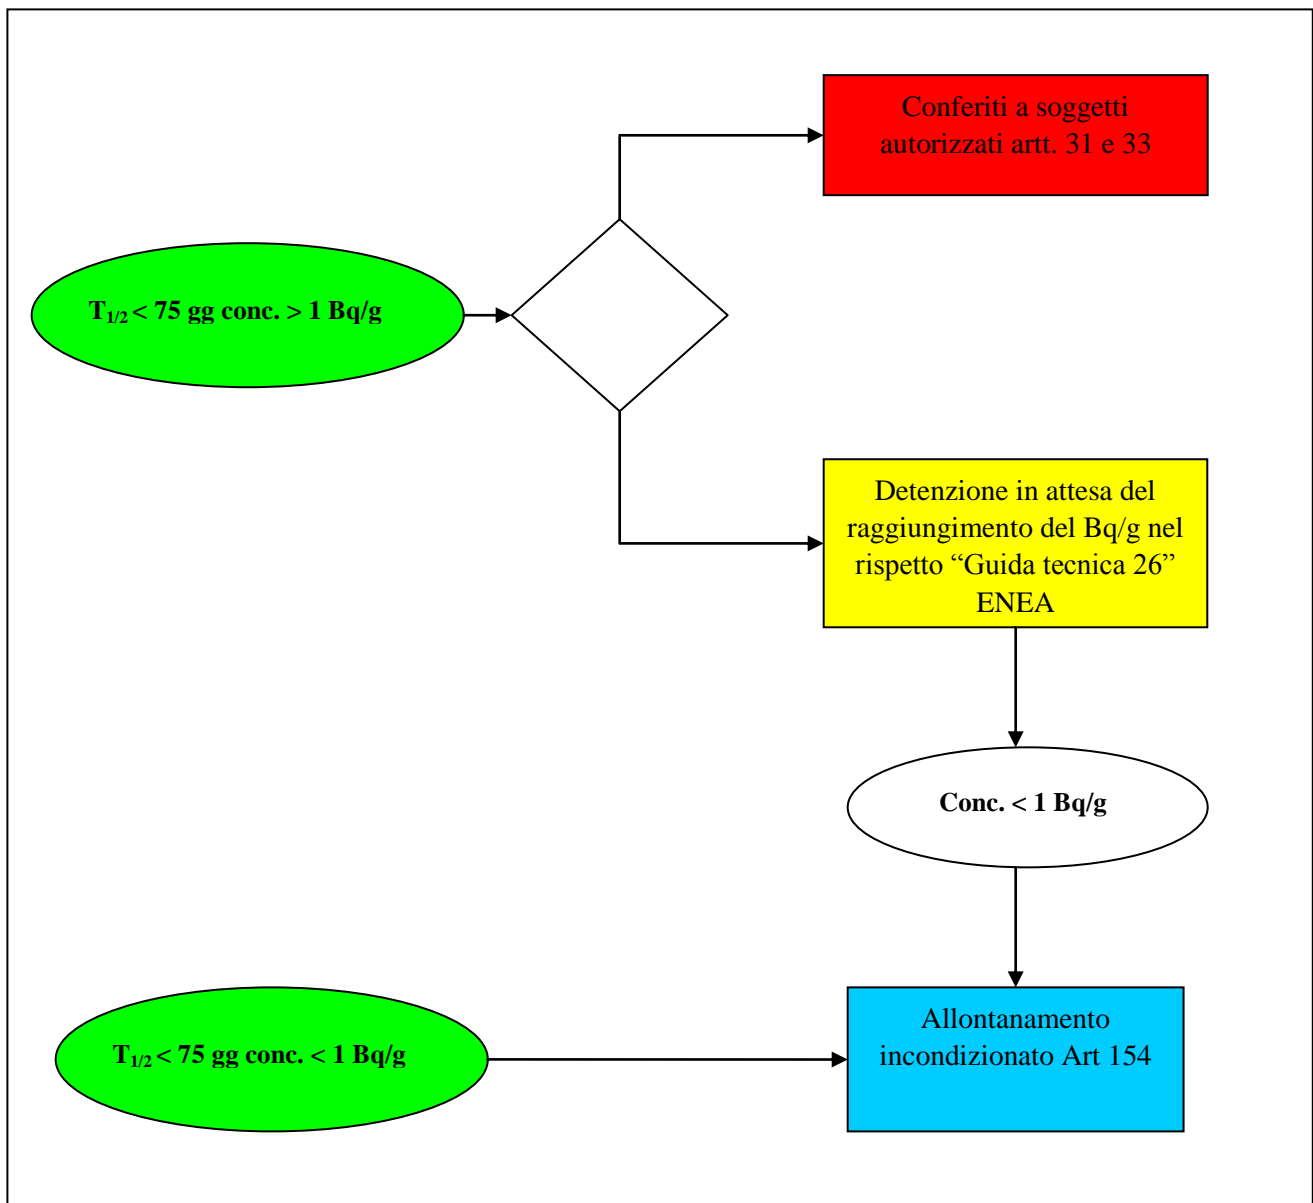 Conferiti a soggetti
autorizzati artt. 31 e 33
T1/2 < 75 gg conc. > 1 Bq/g
Detenzione in attesa del
raggiungimento del Bq/g nel
rispetto “Guida tecnica 26”
ENEA
Conc. < 1 Bq/g
Allontanamento
incondizionato Art 154
T1/2 < 75 gg conc. < 1 Bq/g